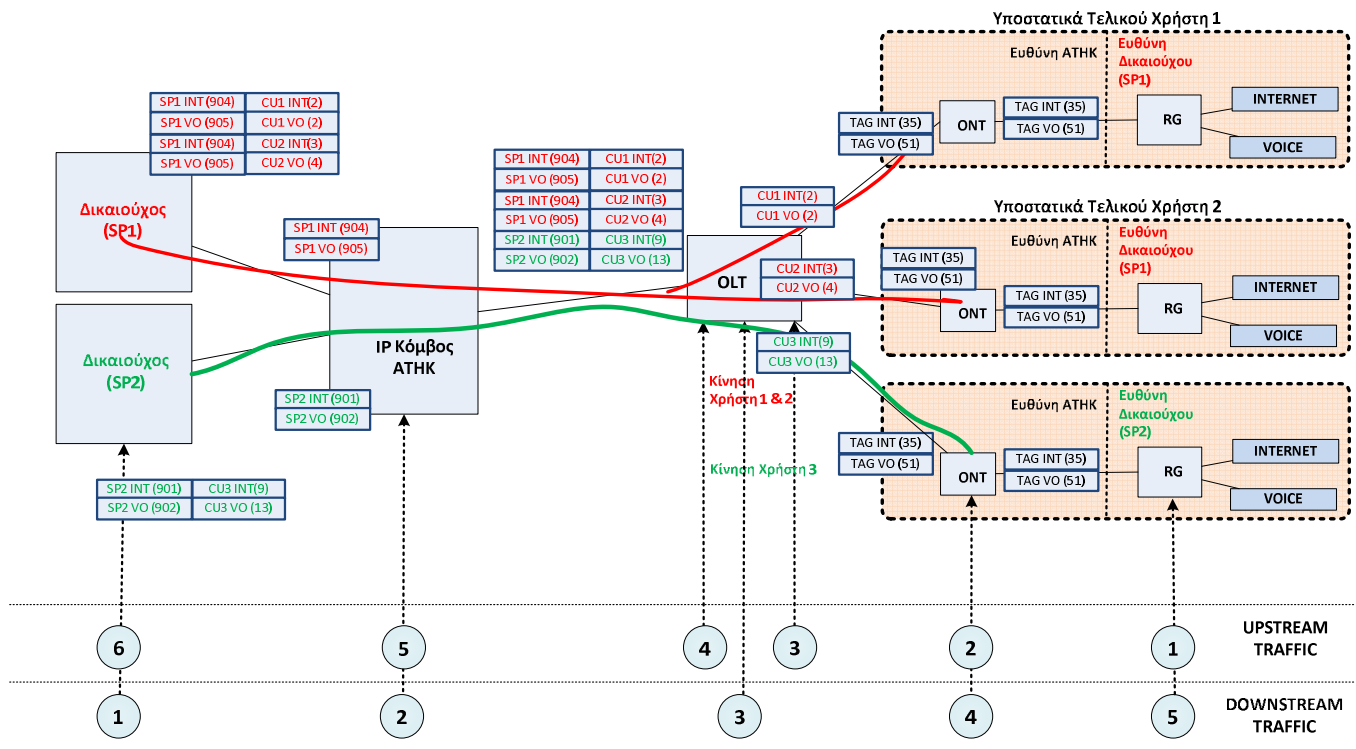 Υποστατικά Τελικού Χρήστη 1
Ευθύνη ΑΤΗΚ
Ευθύνη
Δικαιούχου
(SP1)
TAG INT (35)
TAG VO (51)
ONT
TAG INT (35)
TAG VO (51)
RG
INTERNET
VOICE
SP1 INT (904) CU1 INT(2)
SP1 VO (905) CU1 VO (2)
SP1 INT (904) CU2 INT(3)
SP1 VO (905) CU2 VO (4)
Δικαιούχος
(SP1)
SP1 INT (904)
SP1 VO (905)
SP1 INT (904) CU1 INT(2)
SP1 VO (905) CU1 VO (2)
SP1 INT (904) CU2 INT(3)
SP1 VO (905) CU2 VO (4)
SP2 INT (901) CU3 INT(9)
SP2 VO (902) CU3 VO (13)
CU1 INT(2)
CU1 VO (2)
OLT
CU2 INT(3)
CU2 VO (4)
Υποστατικά Τελικού Χρήστη 2
Ευθύνη ΑΤΗΚ
Ευθύνη
Δικαιούχου
(SP1)
TAG INT (35)
TAG VO (51)
ONT
TAG INT (35)
TAG VO (51)
RG
INTERNET
VOICE
Δικαιούχος
(SP2)
IP Κόμβος
ΑΤΗΚ
SP2 INT (901)
SP2 VO (902)
CU3 INT(9)
CU3 VO (13)
Κίνηση
Χρήστη 1 & 2
Κίνηση Χρήστη 3
Ευθύνη ΑΤΗΚ
Ευθύνη
Δικαιούχου
(SP2)
TAG INT (35)
TAG VO (51)
ONT
TAG INT (35)
TAG VO (51)
RG
INTERNET
VOICE
SP2 INT (901) CU3 INT(9)
SP2 VO (902) CU3 VO (13)
6 5 4 3 2 1
UPSTREAM
TRAFFIC
1 2 3 4 5
DOWNSTREAM
TRAFFIC